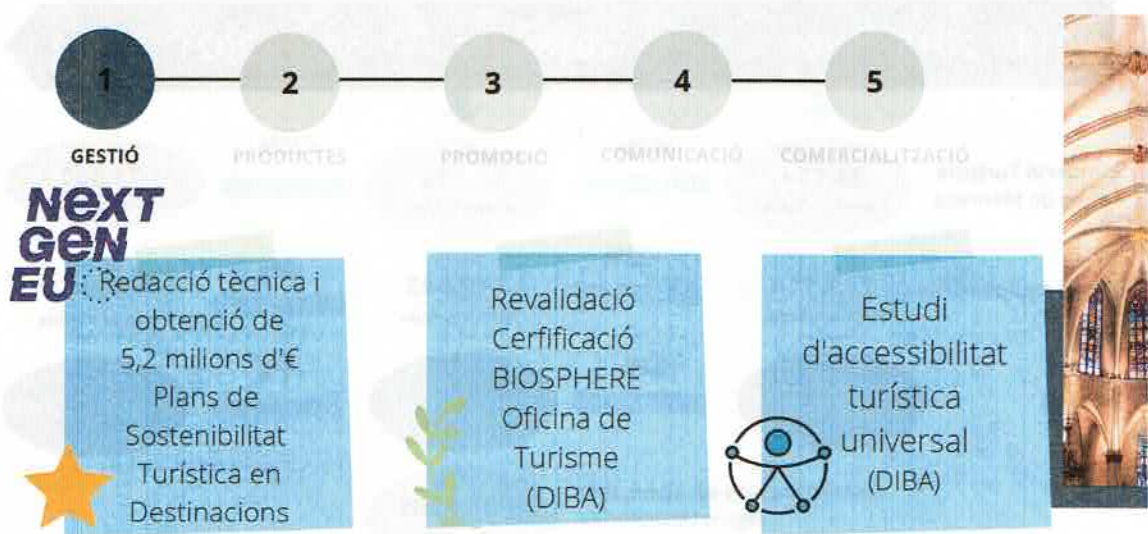 1
2
3
4
5
GESTIÓ
PRODUCTES
PROMOCIÓ
COMUNICACIÓ
COMERCIALITZACIÓ
NEXT
GEN
EU
Redacció tècnica i
obtenció de
5,2 milions d'€
Plans de
Sostenibilitat
Turística en
Destinacions
Revalidació
Cerfificació
BIOSPHERE
Oficina de
Turisme
(DIBA)
Estudi
d'accessibilitat
turística
universal
(DIBA)